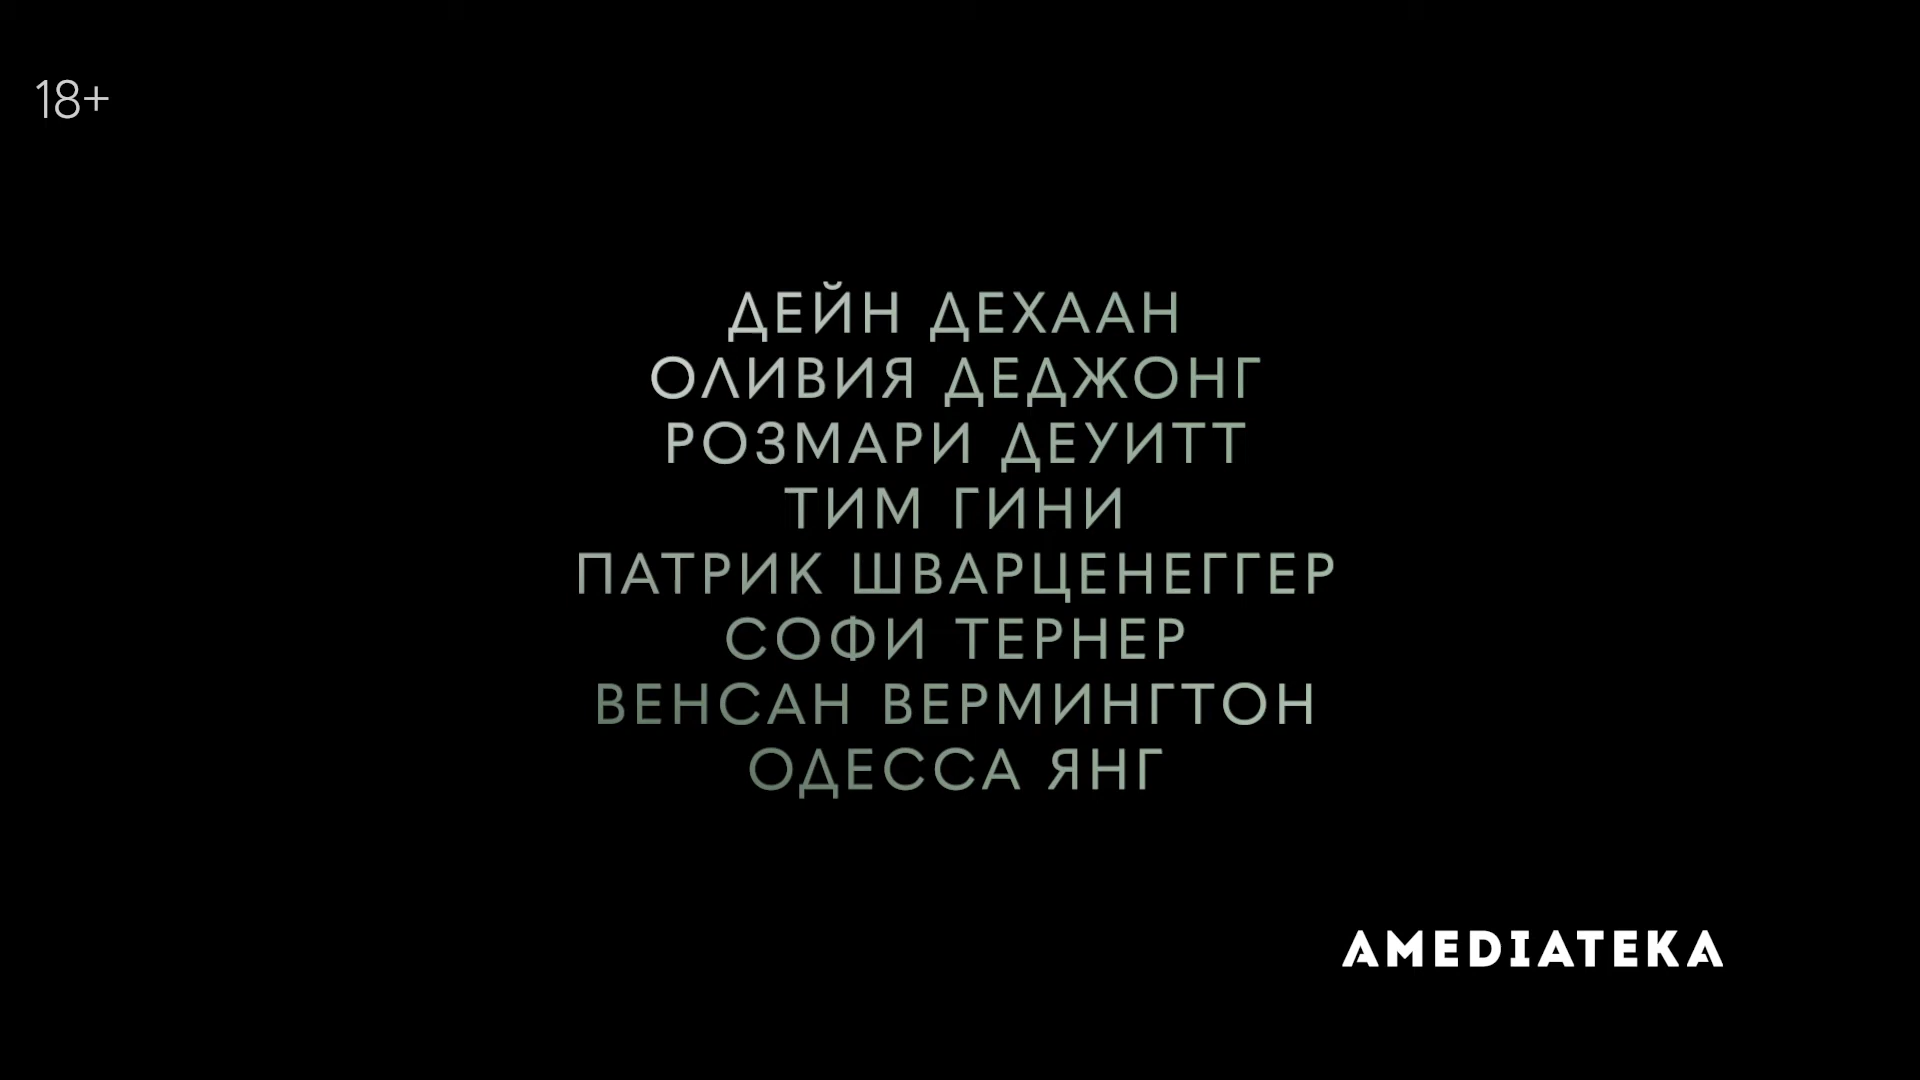 18+
ДЕЙН ДЕХААН
ОЛИВИЯ ДЕДЖОНГ
РОЗМАРИ ДЕУИТТ
ТИМ ГИНИ
ПАТРИК ШВАРЦЕНЕГГЕР
СОФИ ТЕРНЕР
ВЕНСАН ВЕРМИНГТОН
ОДЕССА ЯНГ
AMEDIATEKA